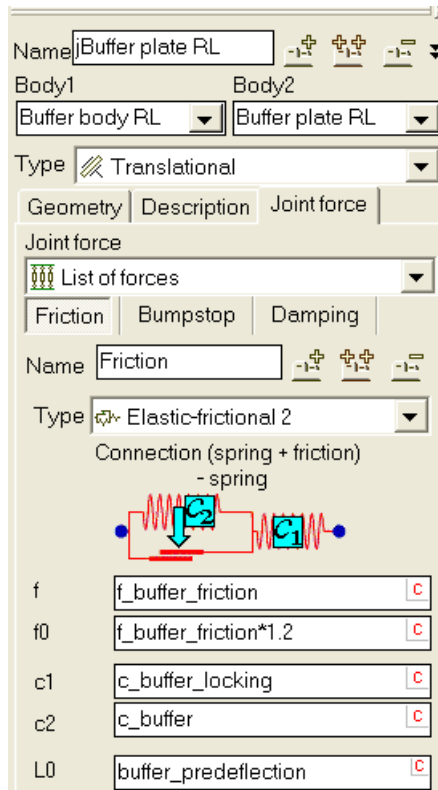 Name jBuffer plate RL
Body1 Body2
Buffer body RL Buffer plate RL
Type Translational
Geometry Description Joint force
Joint force
List of forces
Friction Bumpstop Damping
Name Friction
Type Elastic-frictional 2
Connection (spring + friction)
- spring
C2 C1
f f_buffer_friction C
f0 f_buffer_friction*1.2 C
c1 c_buffer_locking C
c2 c_buffer C
L0 buffer_predeflection C